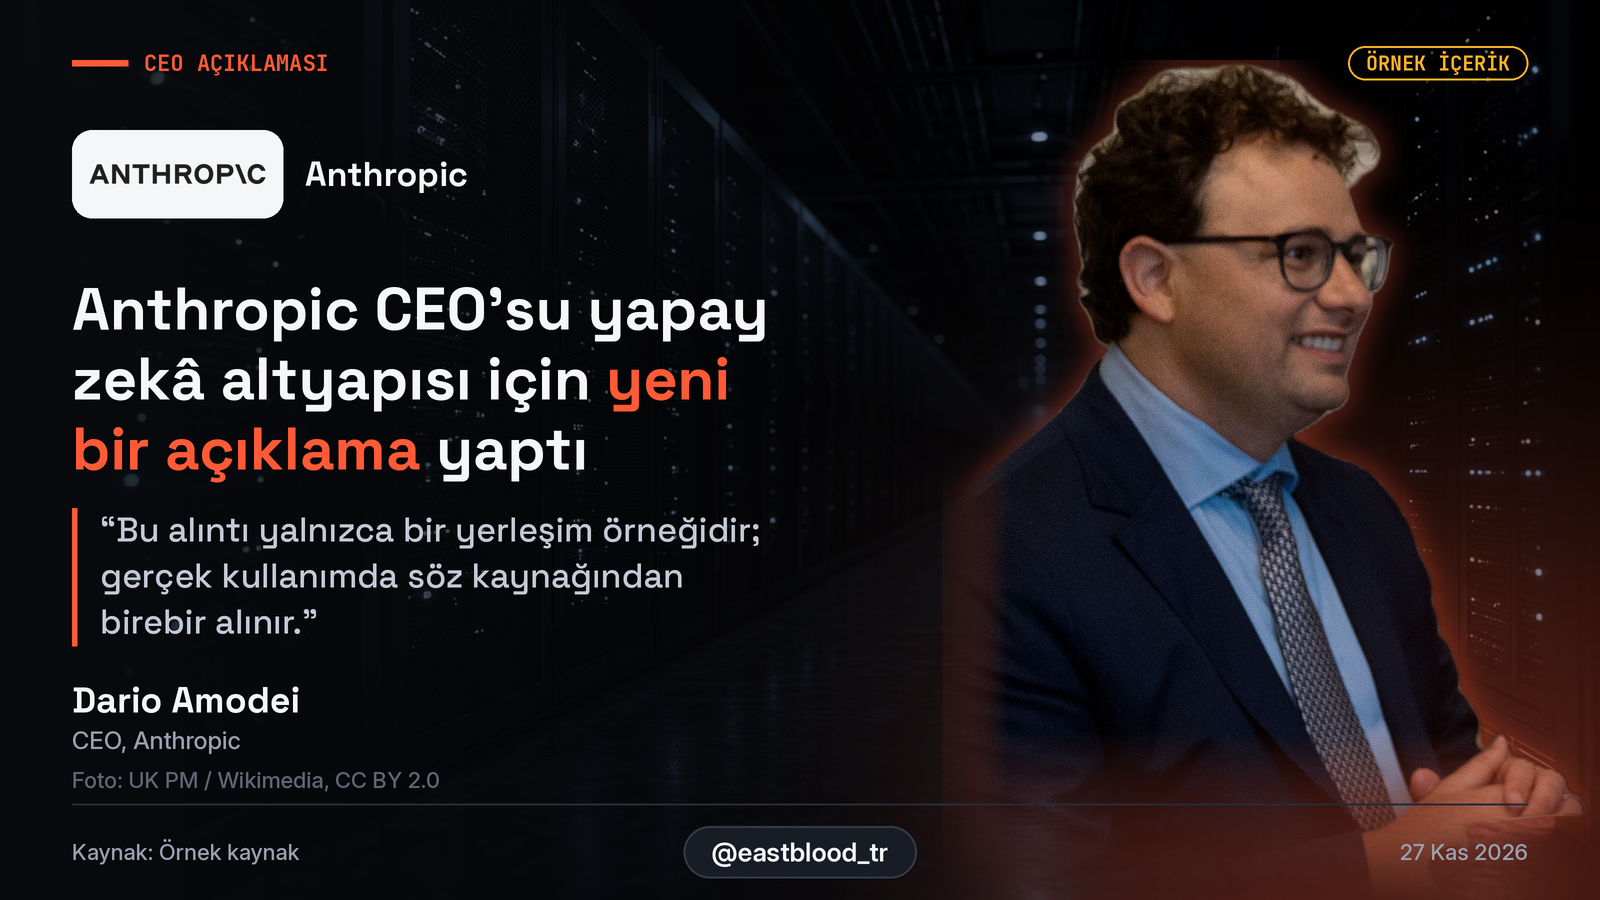 CEO AÇIKLAMASI
ÖRNEK İÇERİK
ANTHROP\C
Anthropic
Anthropic CEO’su yapay
zekâ altyapısı için yeni
bir açıklama yaptı
“Bu alıntı yalnızca bir yerleşim örneğidir;
gerçek kullanımda söz kaynağından
birebir alınır.”
Dario Amodei
CEO, Anthropic
Foto: UK PM / Wikimedia, CC BY 2.0
Kaynak: Örnek kaynak
@eastblood_tr
27 Kas 2026